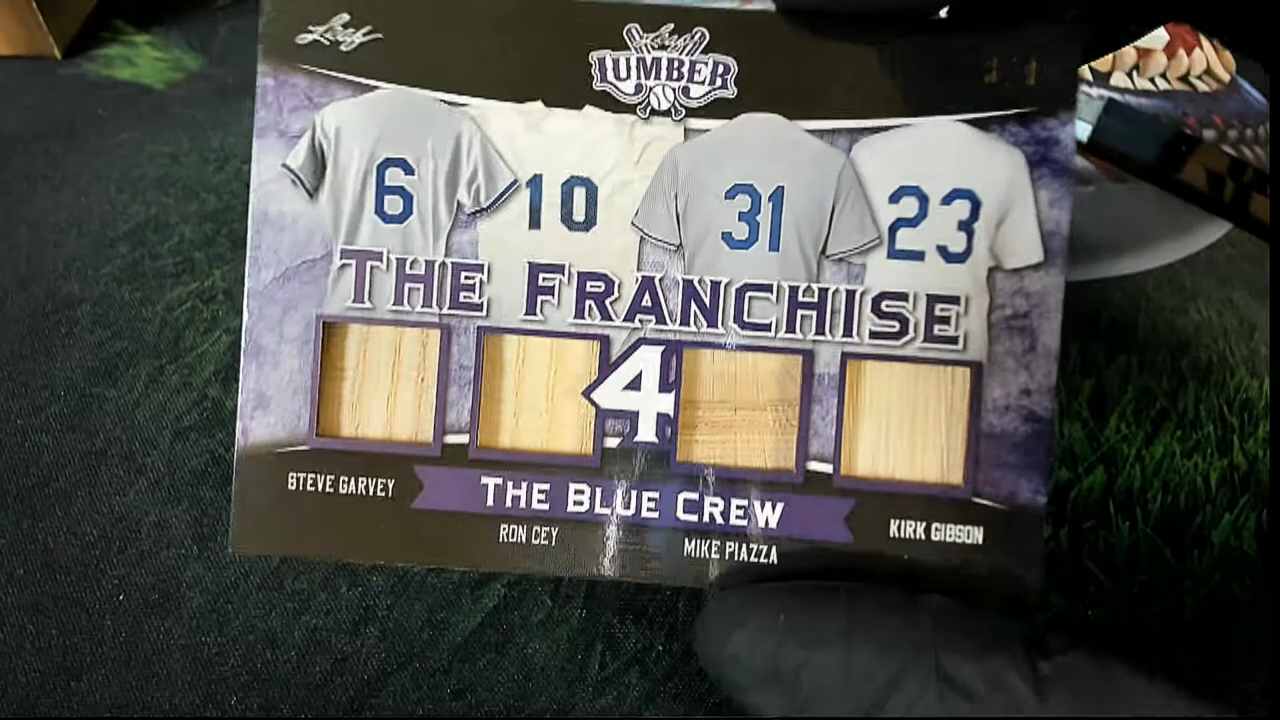 Leaf
Leaf
LUMBER
6
10
31
23
THE FRANCHISE
4
STEVE GARVEY
THE BLUE CREW
RON CEY
MIKE PIAZZA
KIRK GIBSON